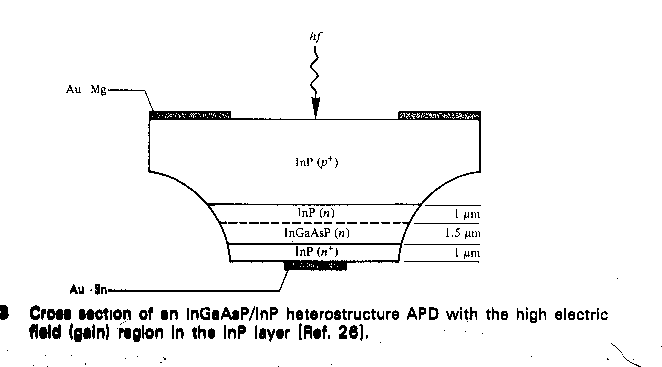 hf
Au Mg
InP (p⁺)
InP (n)
1 μm
InGaAsP (n)
1.5 μm
InP (n⁺)
1 μm
Au Sn
Cross section of an InGaAsP/InP heterostructure APD with the high electric
field (gain) region in the InP layer [Ref. 26].